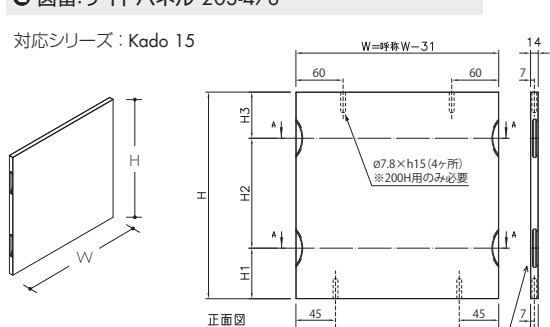 対応シリーズ：Kado 15
W=呼称W−31
14
60
60
7
H3
A
A
ø7.8×h15(4ヶ所)
※200H用のみ必要
H
H
H2
W
A
A
H1
正面図
45
45
7